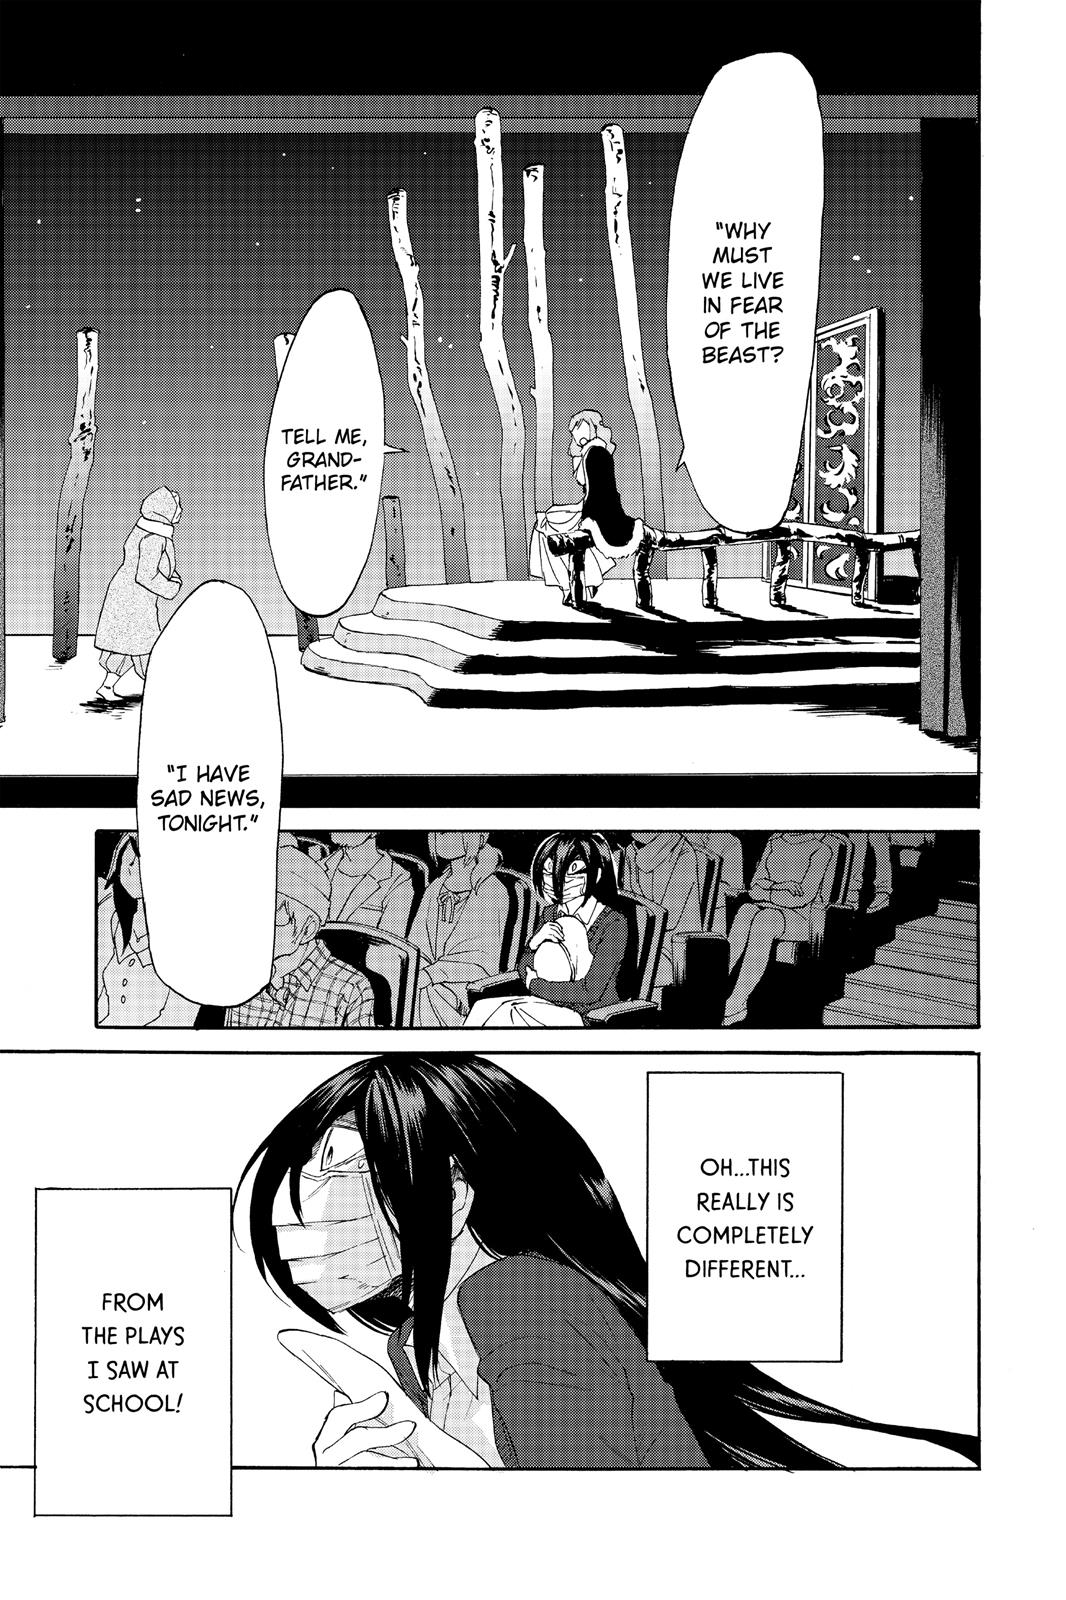 "WHY
MUST
WE LIVE
IN FEAR
OF THE
BEAST?
TELL ME,
GRAND-
FATHER."
"I HAVE
SAD NEWS,
TONIGHT."
OH...THIS
REALLY IS
COMPLETELY
DIFFERENT...
FROM
THE PLAYS
I SAW AT
SCHOOL!